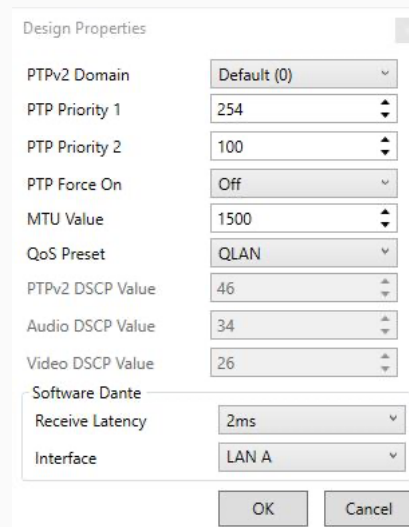 Design Properties
PTPv2 Domain Default (0)
PTP Priority 1 254
PTP Priority 2 100
PTP Force On Off
MTU Value 1500
QoS Preset QLAN
PTPv2 DSCP Value 46
Audio DSCP Value 34
Video DSCP Value 26
Software Dante
Receive Latency 2ms
Interface LAN A
OK Cancel